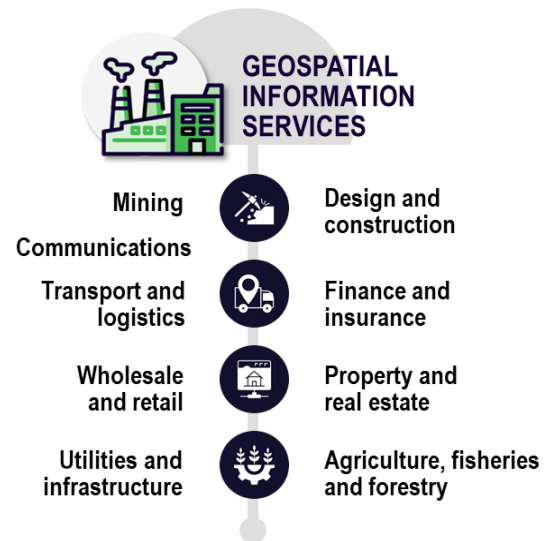 GEOSPATIAL
INFORMATION
SERVICES
Mining
Design and
construction
Communications
Transport and
logistics
Finance and
insurance
Wholesale
and retail
Property and
real estate
Utilities and
infrastructure
Agriculture, fisheries
and forestry